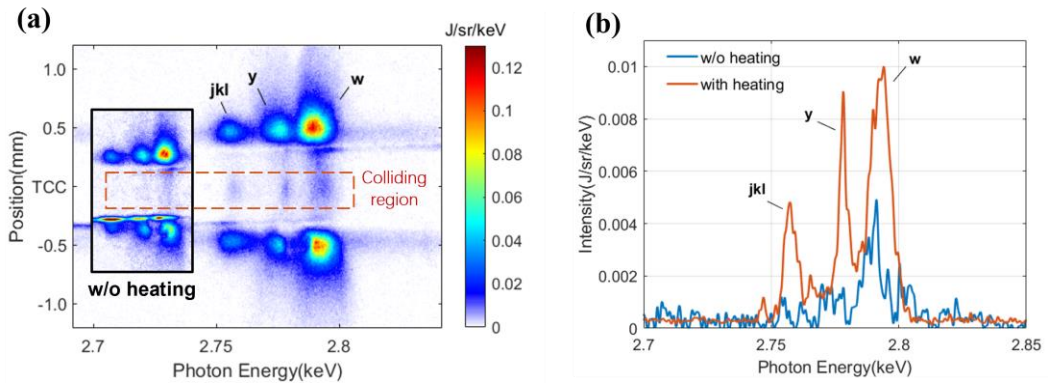 (a)
J/sr/keV
1.0
0.5
TCC
-0.5
-1.0
Position(mm)
jkl
y
w
Colliding
region
w/o heating
2.7
2.75
2.8
Photon Energy(keV)
0.12
0.1
0.08
0.06
0.04
0.02
0
(b)
w/o heating
with heating
w
y
jkl
0.01
0.008
0.006
0.004
0.002
0
Intensity(J/sr/keV)
2.7
2.75
2.8
2.85
Photon Energy(keV)